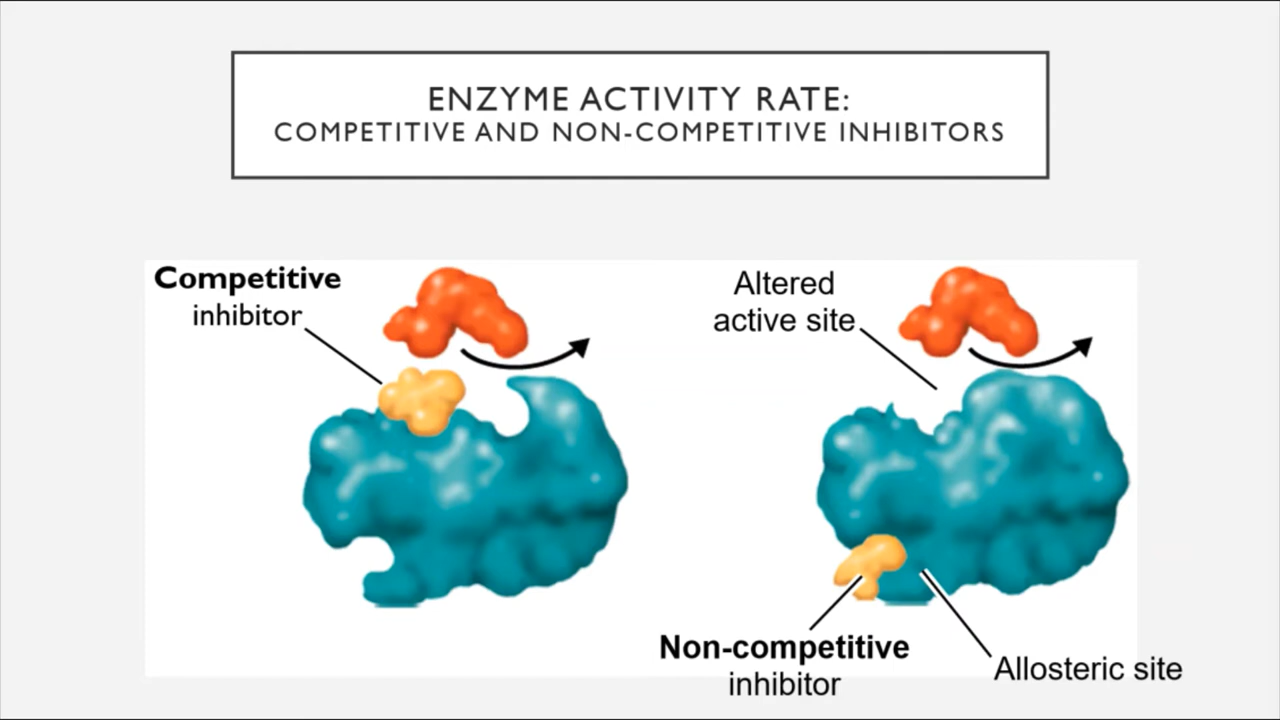 ENZYME ACTIVITY RATE:
COMPETITIVE AND NON-COMPETITIVE INHIBITORS
Competitive
inhibitor
Altered
active site
Non-competitive
inhibitor
Allosteric site